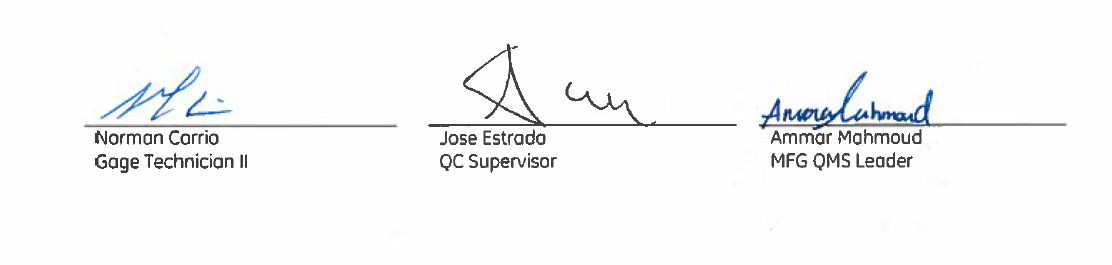 Norman Carrio
Gage Technician II
Jose Estrada
QC Supervisor
Ammar Mahmoud
MFG QMS Leader